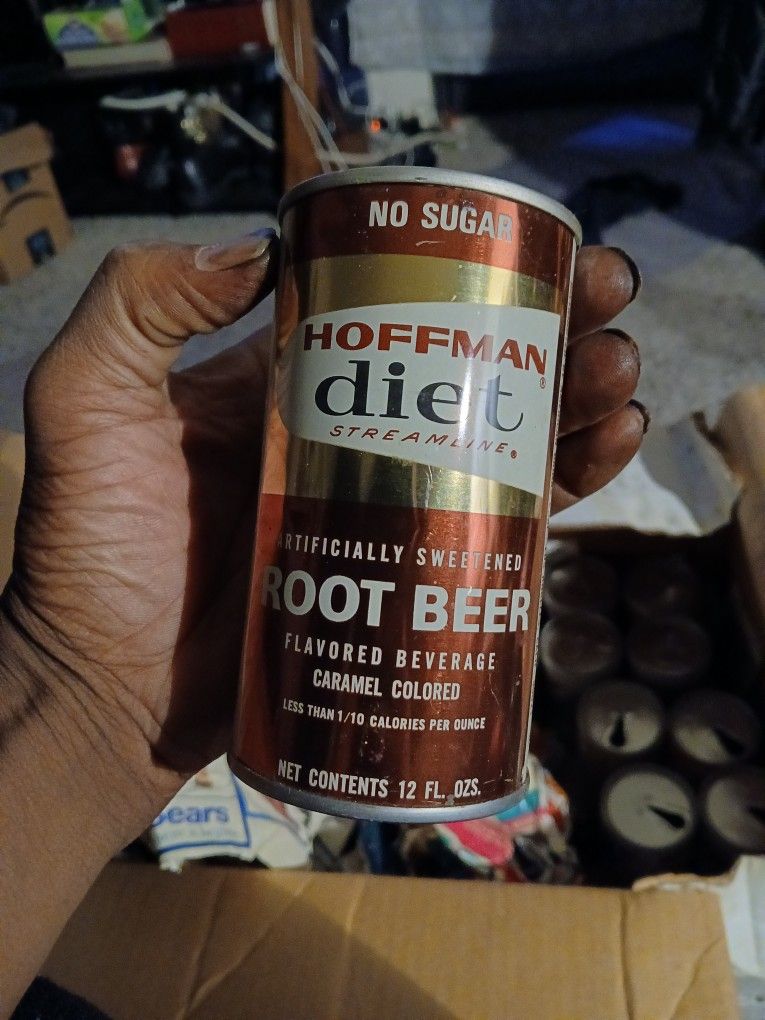 NO SUGAR
HOFFMAN®
diet
STREAMLINE®
ARTIFICIALLY SWEETENED
ROOT BEER
FLAVORED BEVERAGE
CARAMEL COLORED
LESS THAN 1/10 CALORIES PER OUNCE
NET CONTENTS 12 FL. OZS.
Sears